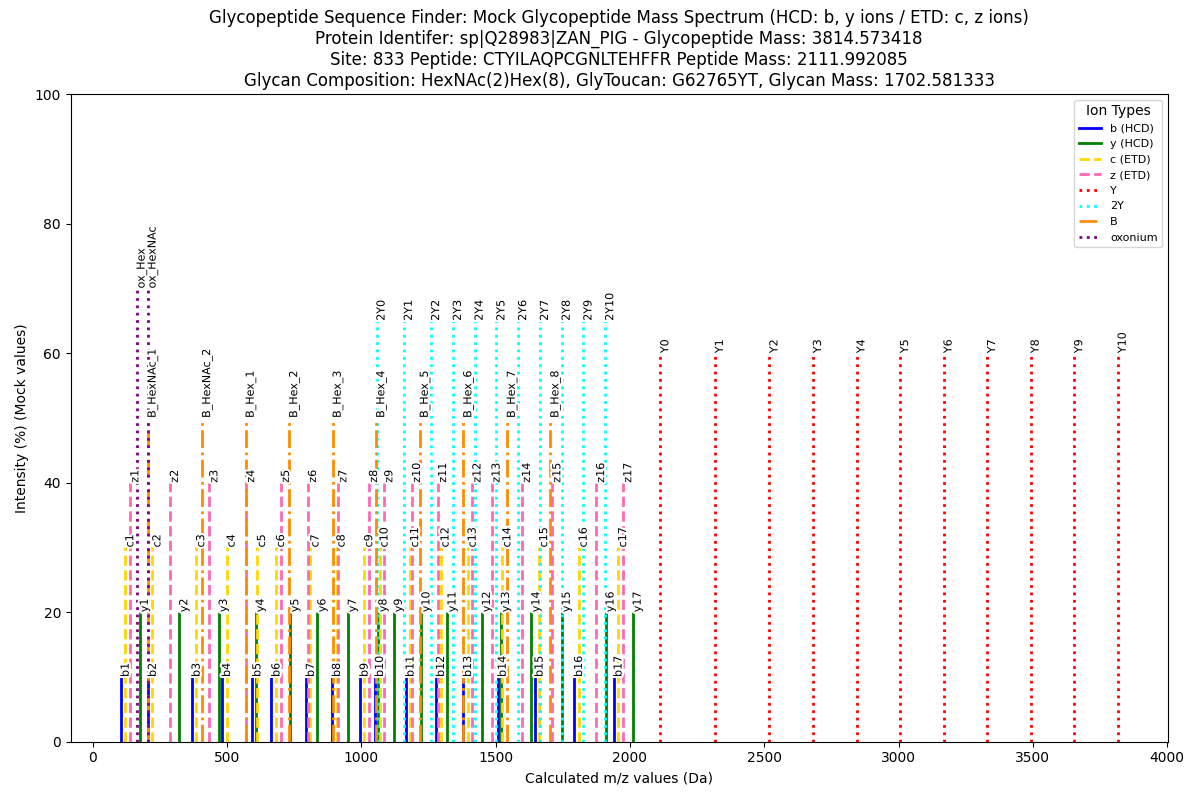 Glycopeptide Sequence Finder: Mock Glycopeptide Mass Spectrum (HCD: b, y ions / ETD: c, z ions)
Protein Identifer: sp|Q28983|ZAN_PIG - Glycopeptide Mass: 3814.573418
Site: 833 Peptide: CTYILAQPCGNLTEHFFR Peptide Mass: 2111.992085
Glycan Composition: HexNAc(2)Hex(8), GlyToucan: G62765YT, Glycan Mass: 1702.581333
Intensity (%) (Mock values)
100
80
60
40
20
0
Ion Types
b (HCD)
y (HCD)
c (ETD)
z (ETD)
Y
2Y
B
oxonium
ox_Hex
ox_HexNAc
2Y0
2Y1
2Y2
2Y3
2Y4
2Y5
2Y6
2Y7
2Y8
2Y9
2Y10
Y0
Y1
Y2
Y3
Y4
Y5
Y6
Y7
Y8
Y9
Y10
B_HexNAc_1
B_HexNAc_2
B_Hex_1
B_Hex_2
B_Hex_3
B_Hex_4
B_Hex_5
B_Hex_6
B_Hex_7
B_Hex_8
z1
z2
z3
z4
z5
z6
z7
z8
z9
z10
z11
z12
z13
z14
z15
z16
z17
c1
c2
c3
c4
c5
c6
c7
c8
c9
c10
c11
c12
c13
c14
c15
c16
c17
y1
y2
y3
y4
y5
y6
y7
y8
y9
y10
y11
y12
y13
y14
y15
y16
y17
b1
b2
b3
b4
b5
b6
b7
b8
b9
b10
b11
b12
b13
b14
b15
b16
b17
0
500
1000
1500
2000
2500
3000
3500
4000
Calculated m/z values (Da)